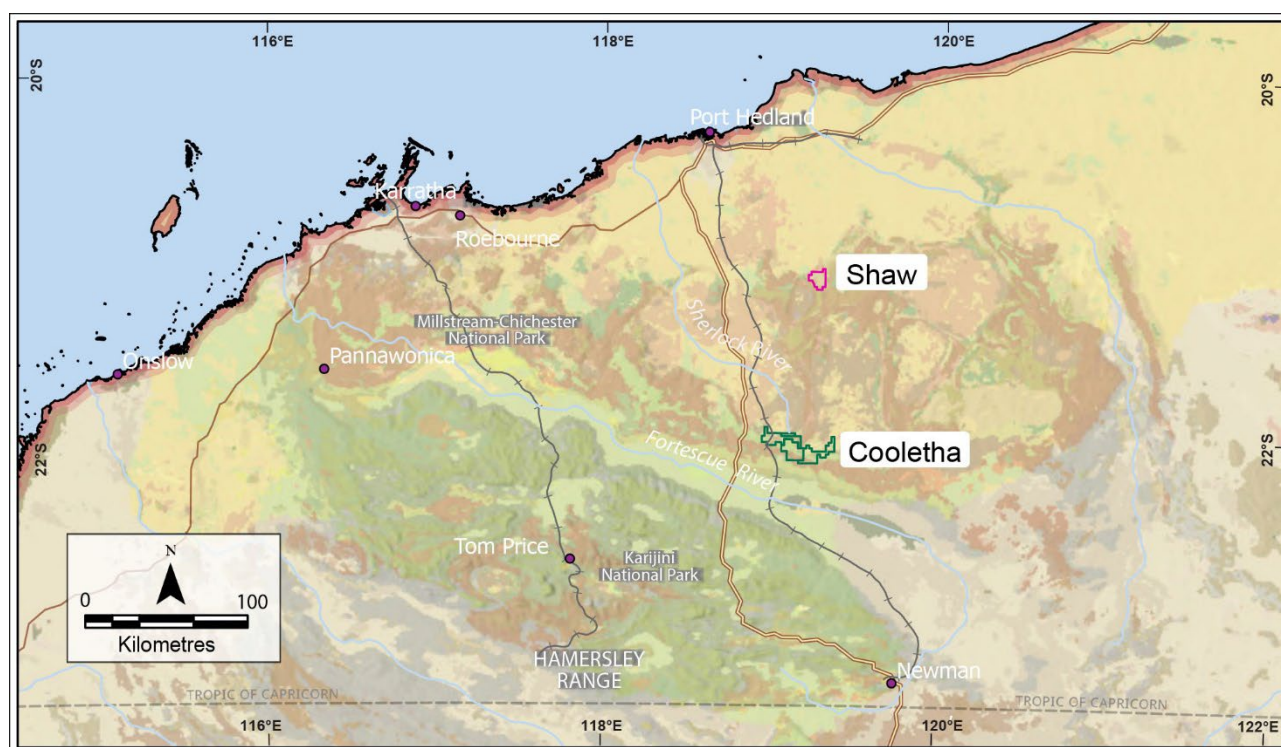 116°E
118°E
120°E
20°S
20°S
Port Hedland
Karratha
Roebourne
Shaw
Millstream-Chichester
National Park
Sherlock River
Onslow
Pannawonica
Cooletha
22°S
22°S
Fortescue River
N
0 100
Kilometres
Tom Price
Karijini
National Park
HAMERSLEY
RANGE
Newman
TROPIC OF CAPRICORN
TROPIC OF CAPRICORN
116°E
118°E
120°E
122°E